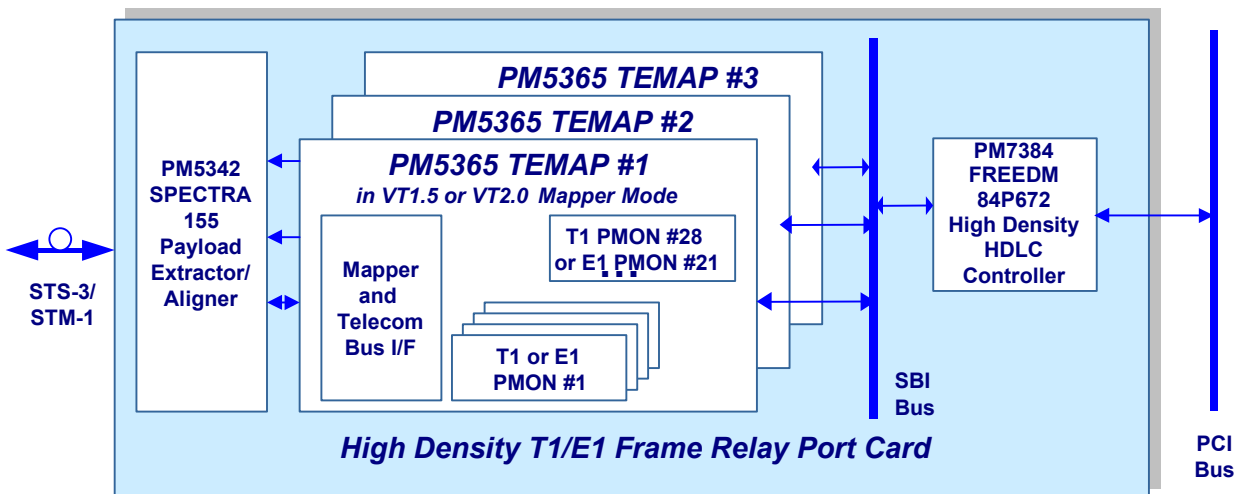 PM5365 TEMAP #3
PM5365 TEMAP #2
PM5365 TEMAP #1
in VT1.5 or VT2.0 Mapper Mode
PM5342
SPECTRA
155
Payload
Extractor/
Aligner
STS-3/
STM-1
Mapper
and
Telecom
Bus I/F
T1 PMON #28
or E1 PMON #21
...
T1 or E1
PMON #1
PM7384
FREEDM
84P672
High Density
HDLC
Controller
SBI
Bus
PCI
Bus
High Density T1/E1 Frame Relay Port Card